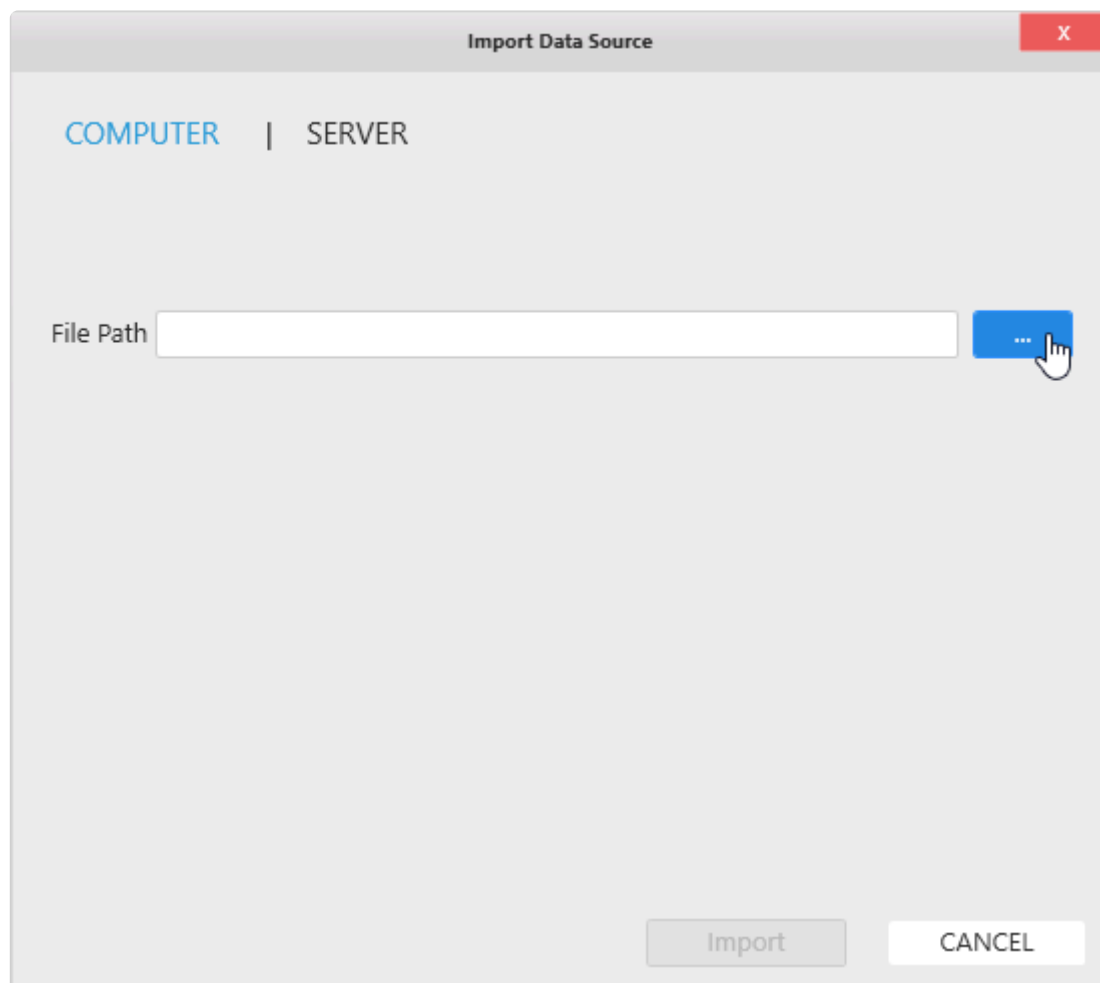 Import Data Source
X
COMPUTER | SERVER
File Path
...
Import CANCEL